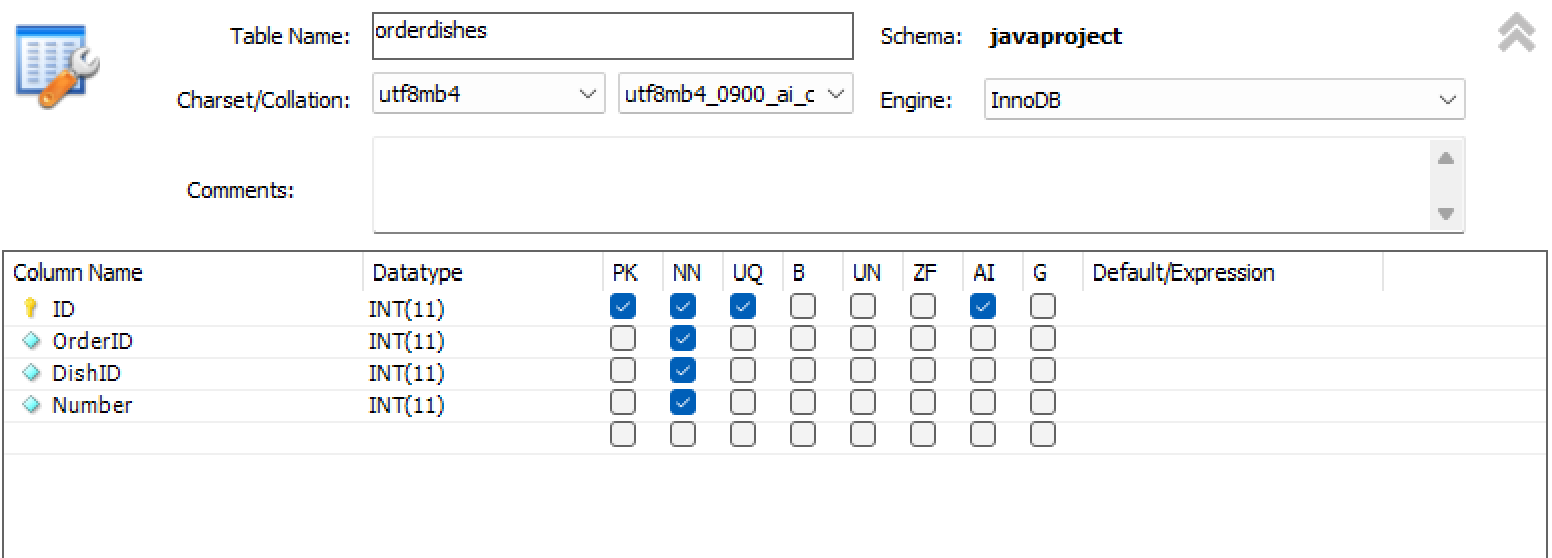 Table Name: orderdishes Schema: javaproject
Charset/Collation: utf8mb4 utf8mb4_0900_ai_c Engine: InnoDB
Comments:
Column Name Datatype PK NN UQ B UN ZF AI G Default/Expression
ID INT(11)
OrderID INT(11)
DishID INT(11)
Number INT(11)